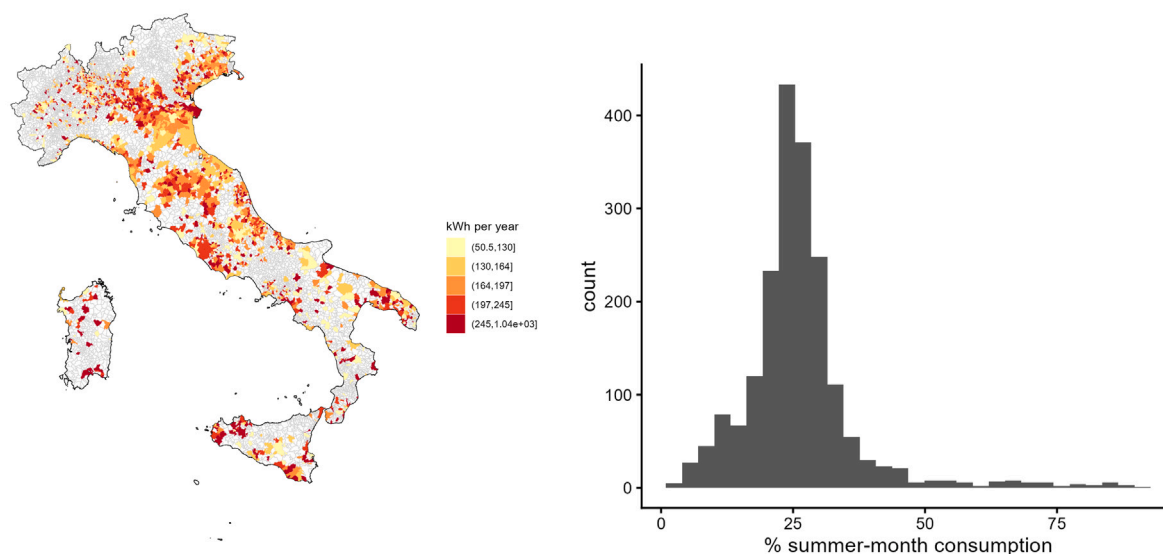 kWh per year
(50.5,130]
(130,164]
(164,197]
(197,245]
(245,1.04e+03]
count
400
300
200
100
0
0 25 50 75
% summer-month consumption